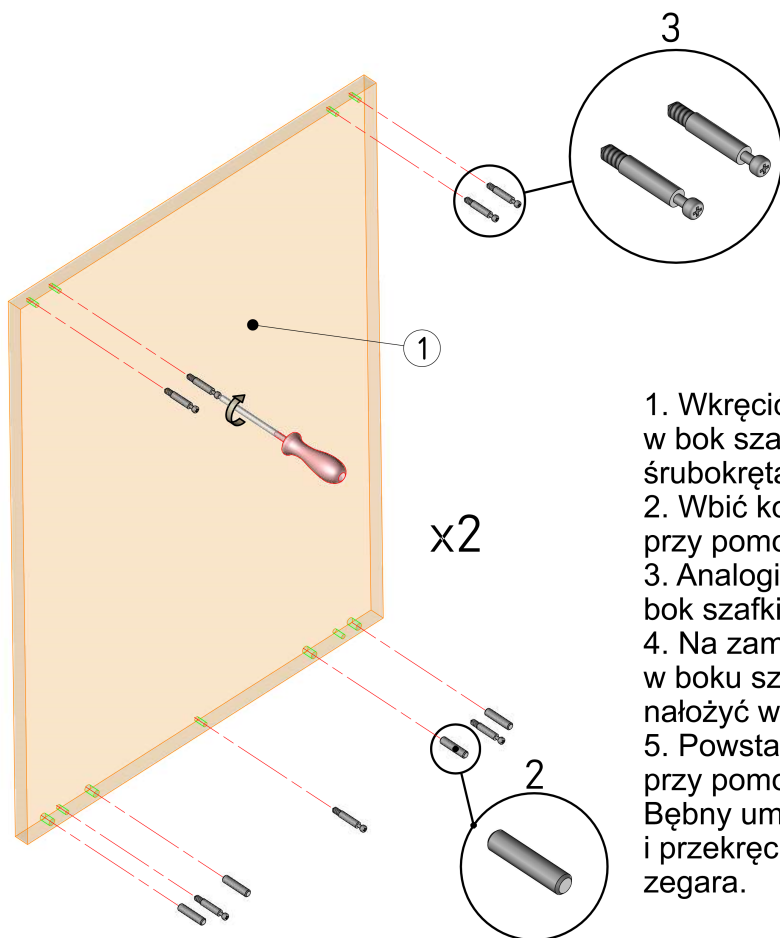 3
1
x2
2
1. Wkręcić
w bok sza
śrubokręta
2. Wbić ko
przy pomo
3. Analogi
bok szafki
4. Na zam
w boku sz
nałożyć w
5. Powsta
przy pomo
Bębny um
i przekręc
zegara.